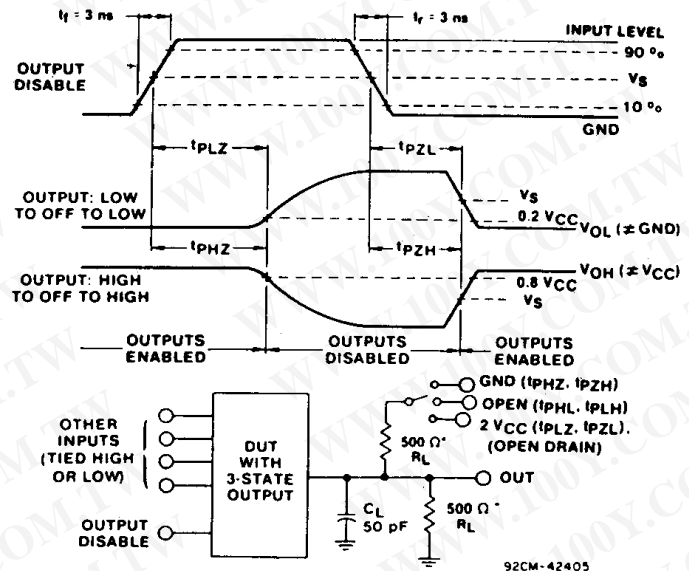 tf = 3 ns
tr = 3 ns
INPUT LEVEL
90 %
OUTPUT
DISABLE
VS
10 %
GND
tPLZ
tPZL
OUTPUT: LOW
TO OFF TO LOW
VS
0.2 VCC
VOL (≠ GND)
tPHZ
tPZH
OUTPUT: HIGH
TO OFF TO HIGH
VOH (≠ VCC)
0.8 VCC
VS
OUTPUTS
ENABLED
OUTPUTS
DISABLED
OUTPUTS
ENABLED
GND (tPHZ, tPZH)
OPEN (tPHL, tPLH)
2 VCC (tPLZ, tPZL),
(OPEN DRAIN)
OTHER
INPUTS
(TIED HIGH
OR LOW)
DUT
WITH
3-STATE
OUTPUT
500 Ω*
RL
OUT
OUTPUT
DISABLE
CL
50 pF
500 Ω*
RL
92CM-42405
WWW.100Y.COM.TW